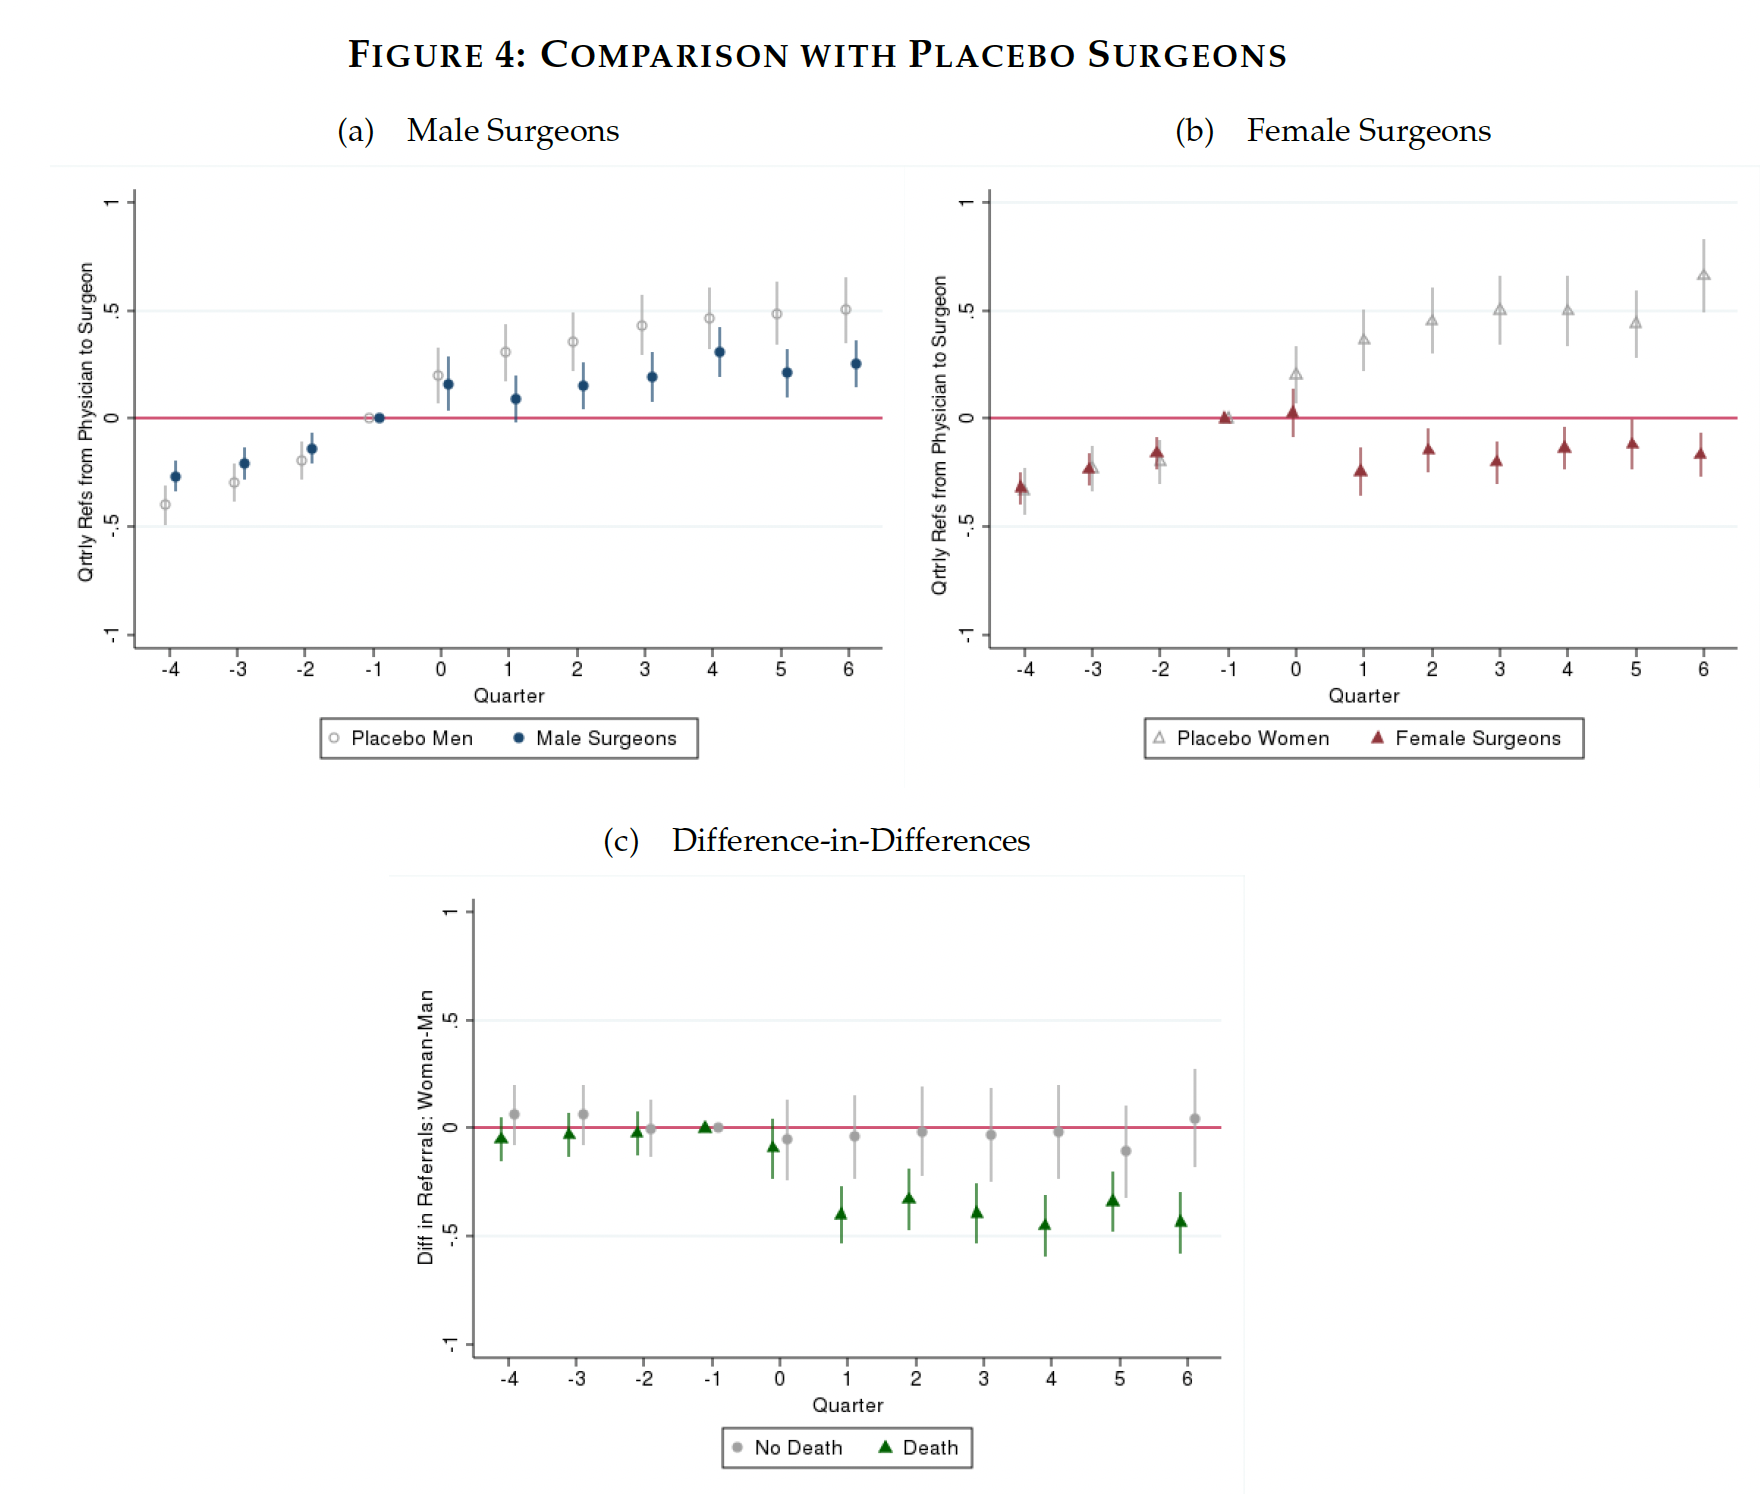 FIGURE 4: COMPARISON WITH PLACEBO SURGEONS
(a) Male Surgeons
Qrtrly Refs from Physician to Surgeon
1
.5
0
-.5
-1
-4 -3 -2 -1 0 1 2 3 4 5 6
Quarter
Placebo Men Male Surgeons
(b) Female Surgeons
Qrtrly Refs from Physician to Surgeon
1
.5
0
-.5
-1
-4 -3 -2 -1 0 1 2 3 4 5 6
Quarter
Placebo Women Female Surgeons
(c) Difference-in-Differences
Diff in Referrals: Woman-Man
1
.5
0
-.5
-1
-4 -3 -2 -1 0 1 2 3 4 5 6
Quarter
No Death Death